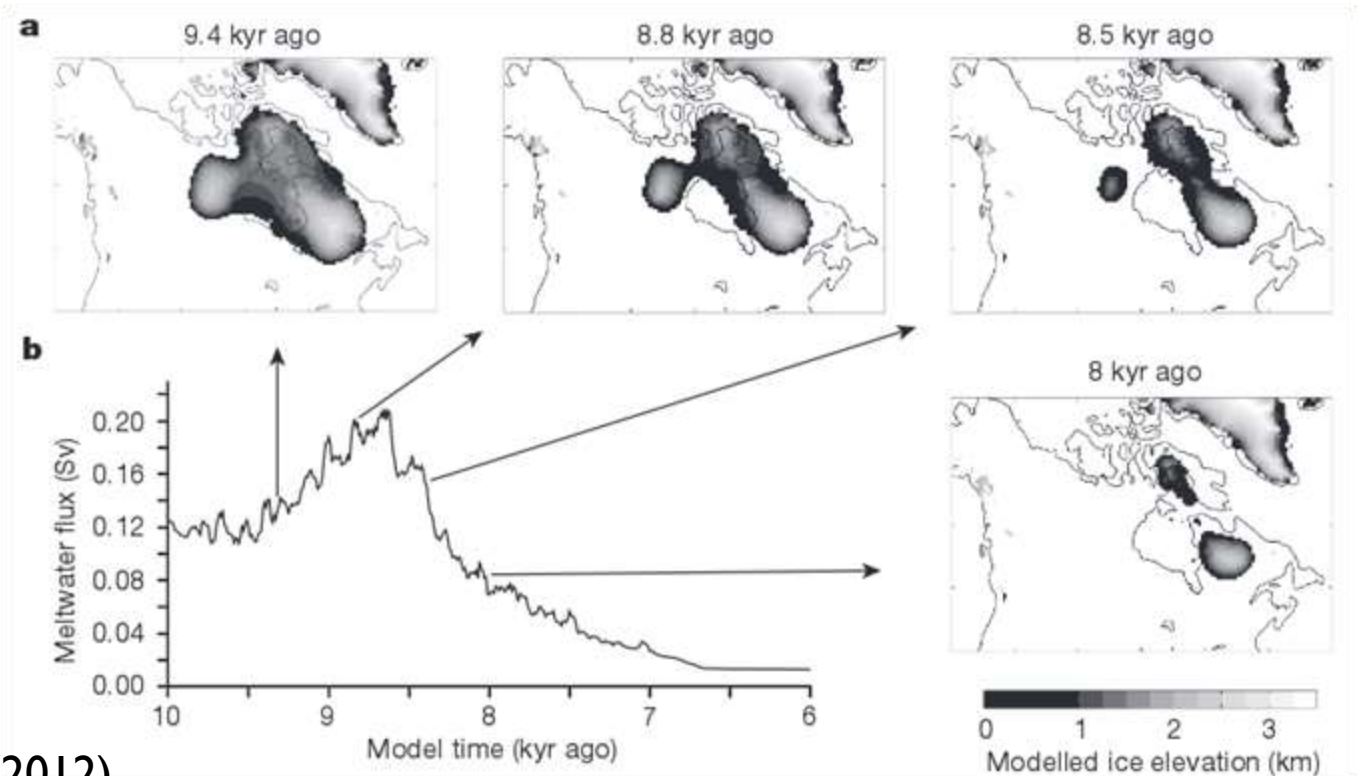 a
9.4 kyr ago
8.8 kyr ago
8.5 kyr ago
b
8 kyr ago
Meltwater flux (Sv)
0.20
0.16
0.12
0.08
0.04
0.00
10 9 8 7 6
Model time (kyr ago)
0 1 2 3
Modelled ice elevation (km)
2012)